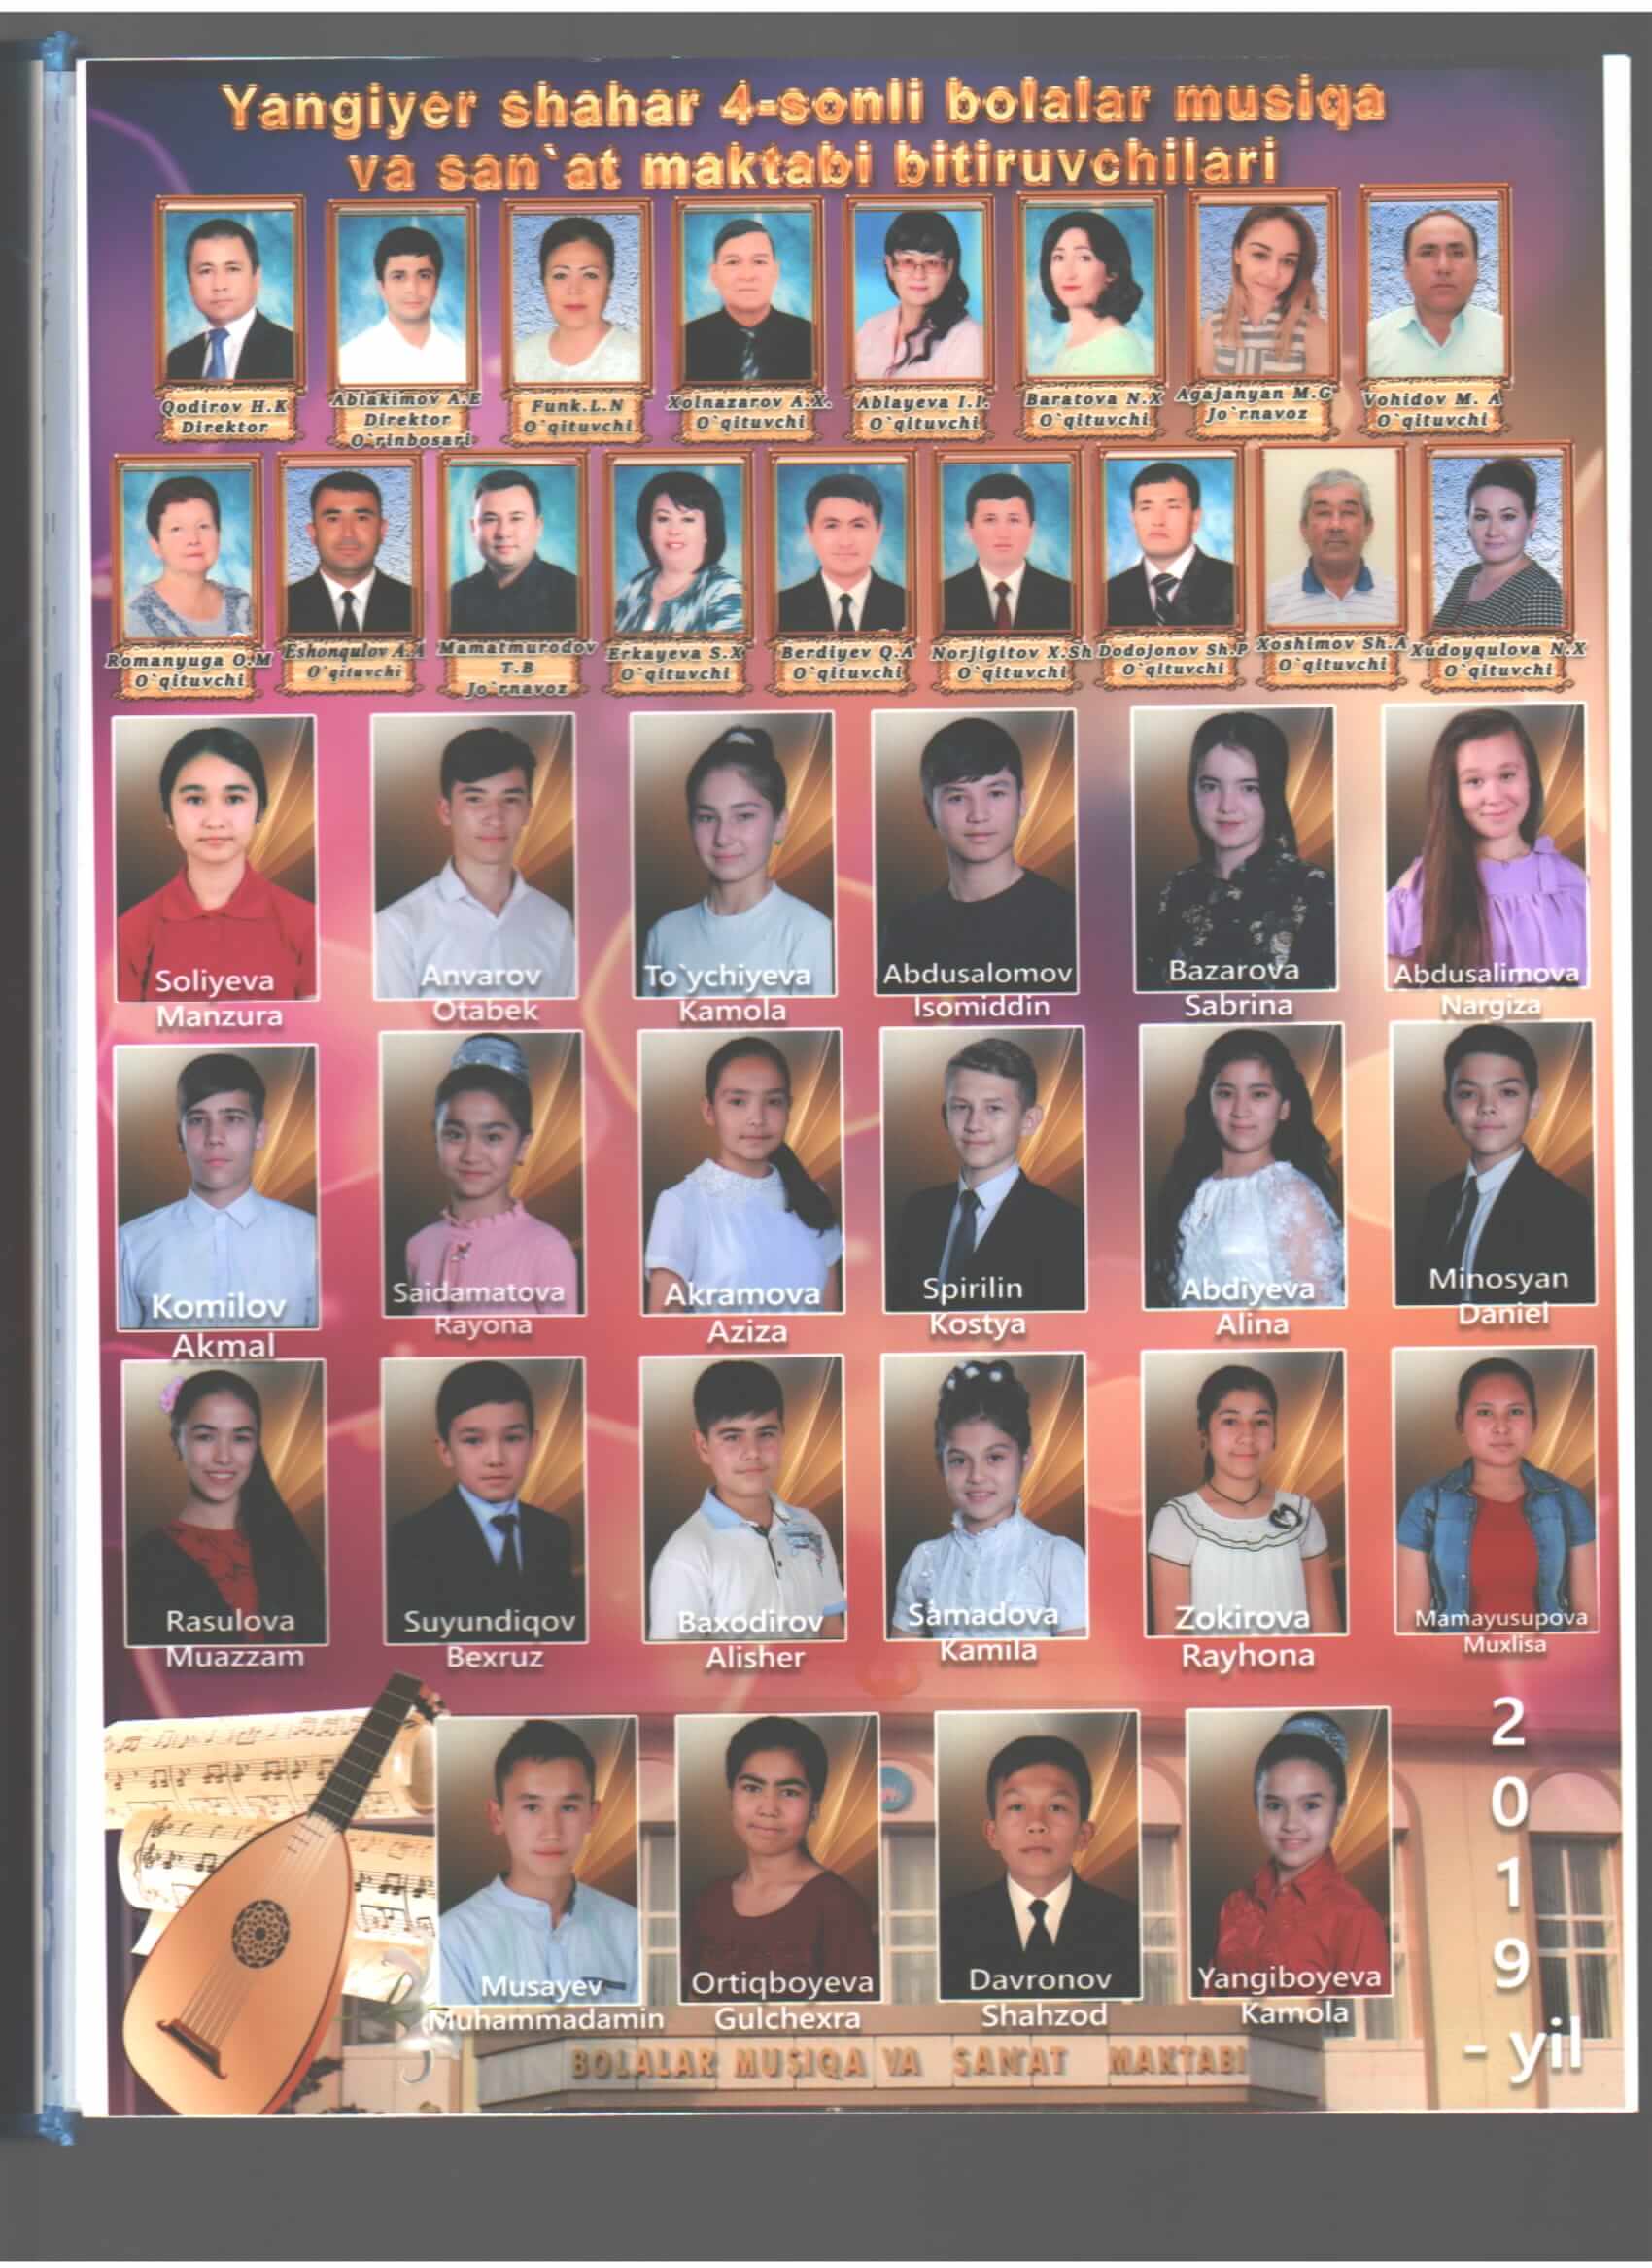 Yangiyer shahar 4-sonli bolalar musiqa
va san`at maktabi bitiruvchilari
Qodirov H.K
Direktor
Ablakimov A.E
Direktor
O`rinbosari
Funk.L.N
O`qituvchi
Xolnazarov A.X.
O`qituvchi
Ablayeva I.I.
O`qituvchi
Baratova N.X
O`qituvchi
Agajanyan M.G
Jo`rnavoz
Vohidov M. A
O`qituvchi
Romanyuga O.M
O`qituvchi
Eshonqulov A.A
O`qituvchi
Mamatmurodov
T.B
Jo`rnavoz
Erkayeva S.X
O`qituvchi
Berdiyev Q.A
O`qituvchi
Norjigitov X.Sh
O`qituvchi
Dodojonov Sh.P
O`qituvchi
Xoshimov Sh.A
O`qituvchi
Xudoyqulova N.X
O`qituvchi
Soliyeva
Manzura
Anvarov
Otabek
To`ychiyeva
Kamola
Abdusalomov
Isomiddin
Bazarova
Sabrina
Abdusalimova
Nargiza
Komilov
Akmal
Saidamatova
Rayona
Akramova
Aziza
Spirilin
Kostya
Abdiyeva
Alina
Minosyan
Daniel
Rasulova
Muazzam
Suyundiqov
Bexruz
Baxodirov
Alisher
Samadova
Kamila
Zokirova
Rayhona
Mamayusupova
Muxlisa
Musayev
Muhammadamin
Ortiqboyeva
Gulchexra
Davronov
Shahzod
Yangiboyeva
Kamola
2
0
1
9
- yil
BOLALAR MUSIQA VA SAN'AT MAKTABI